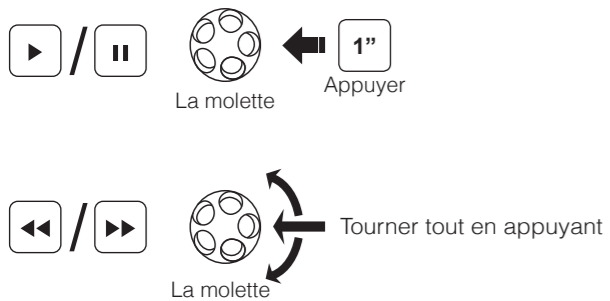 /
1”
Appuyer
La molette
/
Tourner tout en appuyant
La molette